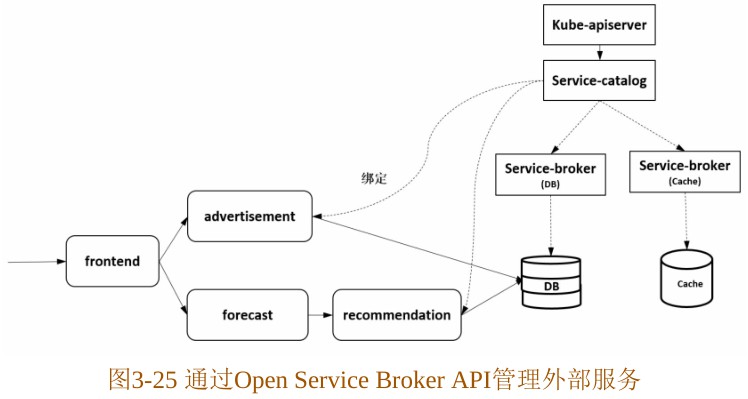 Kube-apiserver
Service-catalog
Service-broker
(DB)
Service-broker
(Cache)
绑定
advertisement
frontend
DB
Cache
forecast
recommendation
图3-25 通过Open Service Broker API管理外部服务